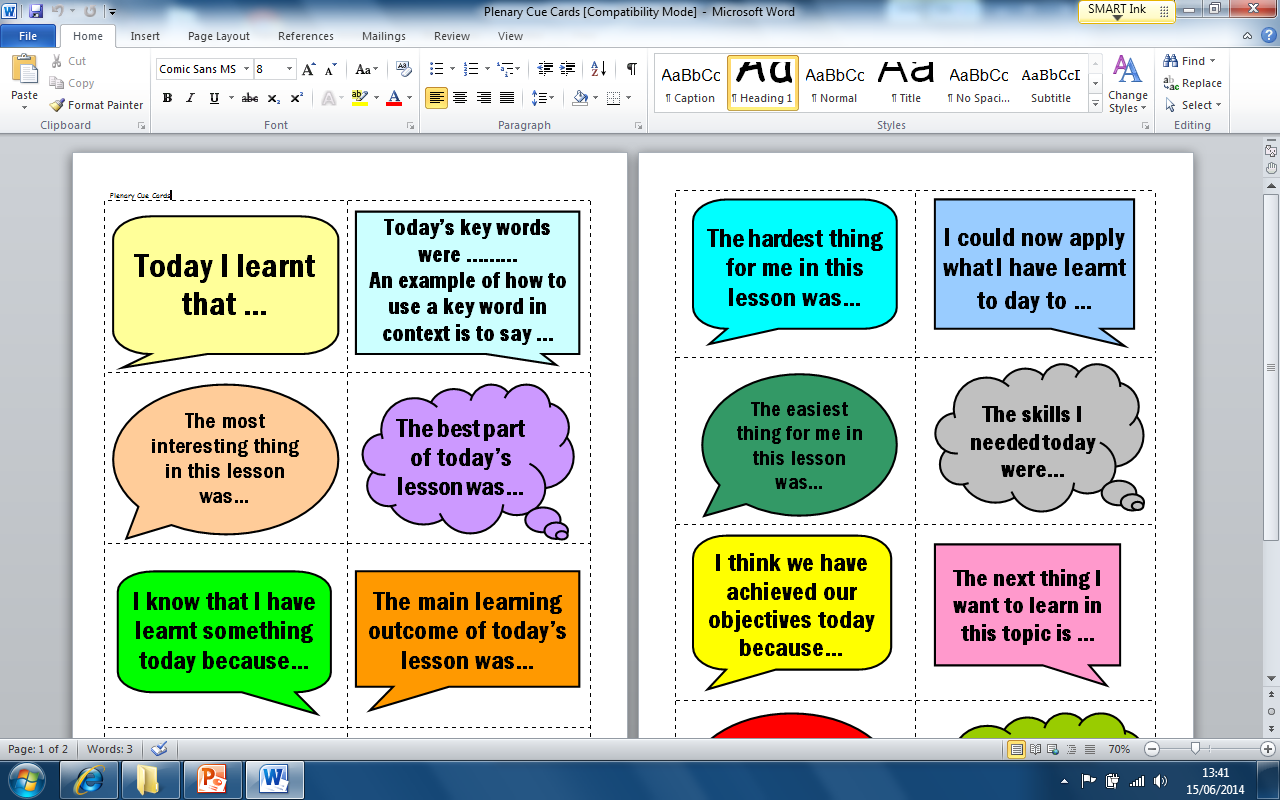 Plenary Cue Cards [Compatibility Mode] - Microsoft Word
SMART Ink
File Home Insert Page Layout References Mailings Review View
Paste
Cut
Copy
Format Painter
Clipboard
Comic Sans MS 8
Font
Paragraph
AaBbCc
¶ Caption
¶ Heading 1
AaBbCc
¶ Normal
Aa
¶ Title
AaBbCc
¶ No Spaci...
AaBbCcI
Subtitle
Change
Styles
Styles
Find
Replace
Select
Editing
Plenary Cue Cards
Today I learnt
that ...
Today's key words
were .........
An example of how to
use a key word in
context is to say ...
The most
interesting thing
in this lesson
was...
The best part
of today's
lesson was...
I know that I have
learnt something
today because...
The main learning
outcome of today's
lesson was...
The hardest thing
for me in this
lesson was...
I could now apply
what I have learnt
to day to ...
The easiest
thing for me in
this lesson
was...
The skills I
needed today
were...
I think we have
achieved our
objectives today
because...
The next thing I
want to learn in
this topic is ...
Page: 1 of 2 Words: 3
70%
13:41
15/06/2014